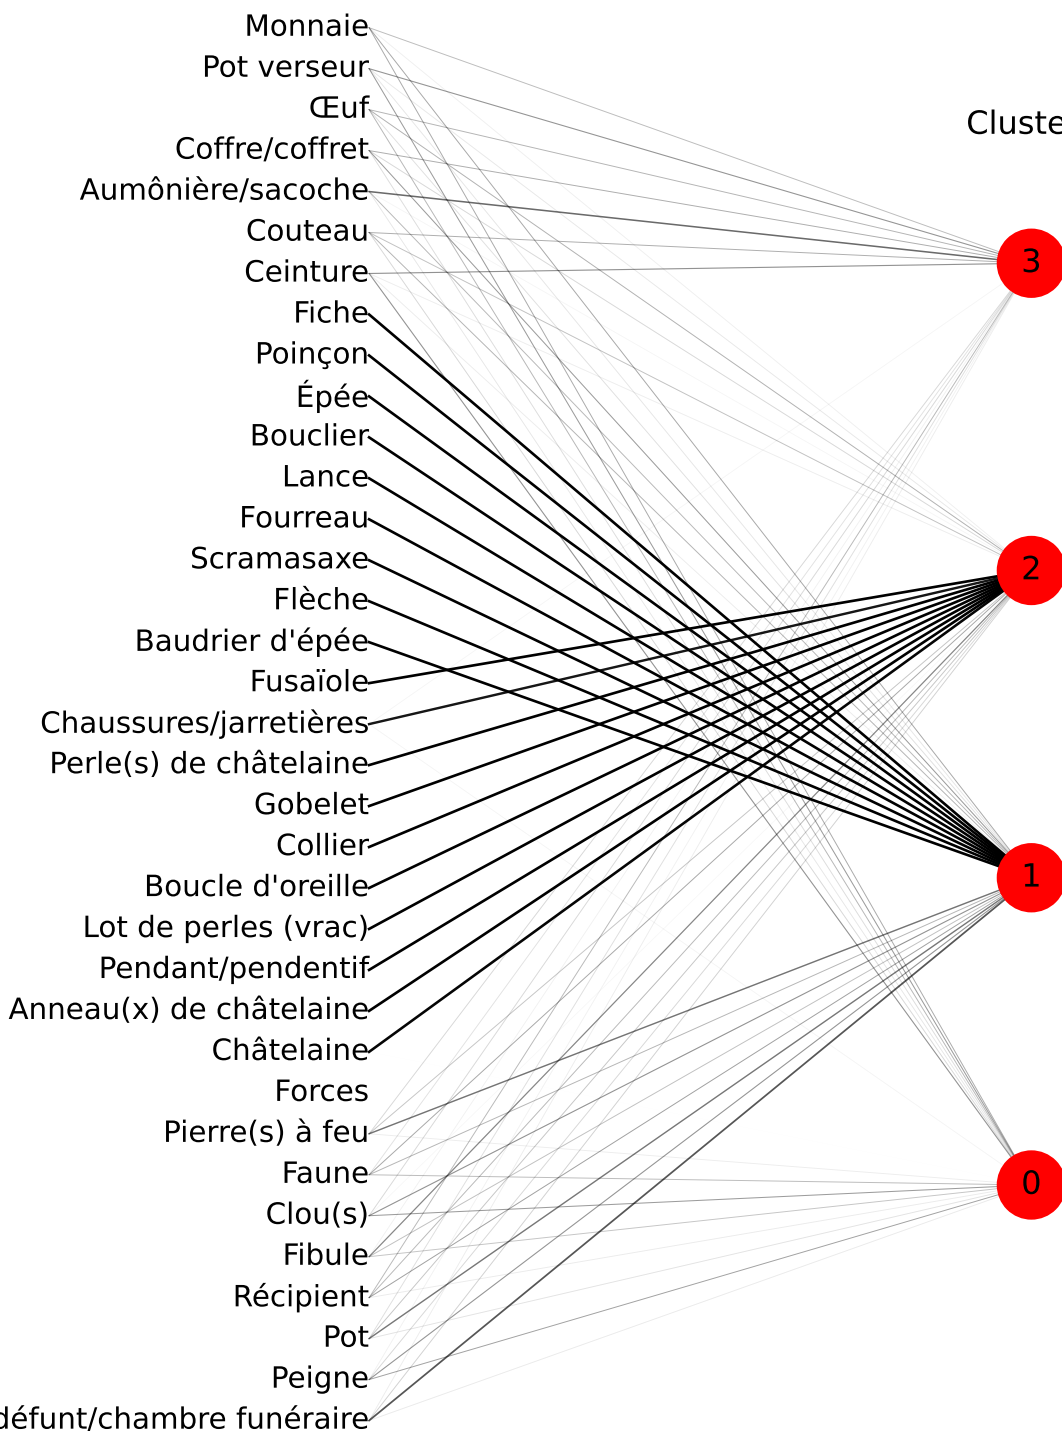 Monnaie
Pot verseur
Œuf
Cluste
Coffre/coffret
Aumônière/sacoche
Couteau
3
Ceinture
Fiche
Poinçon
Épée
Bouclier
Lance
Fourreau
Scramasaxe
2
Flèche
Baudrier d'épée
Fusaïole
Chaussures/jarretières
Perle(s) de châtelaine
Gobelet
Collier
1
Boucle d'oreille
Lot de perles (vrac)
Pendant/pendentif
Anneau(x) de châtelaine
Châtelaine
Forces
Pierre(s) à feu
Faune
0
Clou(s)
Fibule
Récipient
Pot
Peigne
défunt/chambre funéraire